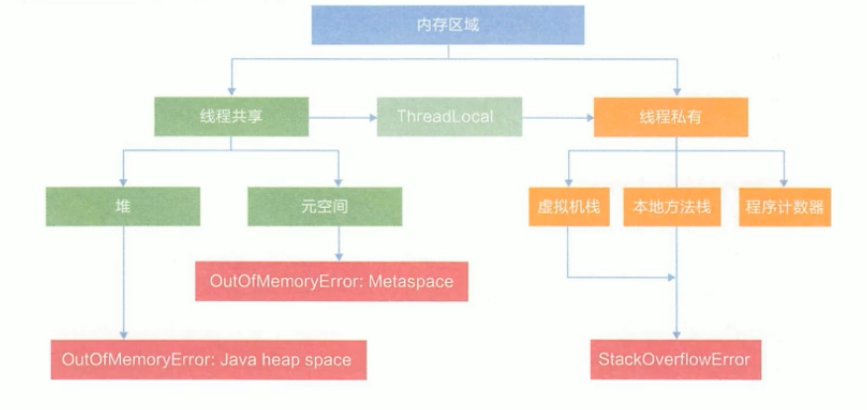 内存区域
线程共享
ThreadLocal
线程私有
堆
元空间
虚拟机栈
本地方法栈
程序计数器
OutOfMemoryError: Metaspace
OutOfMemoryError: Java heap space
StackOverflowError